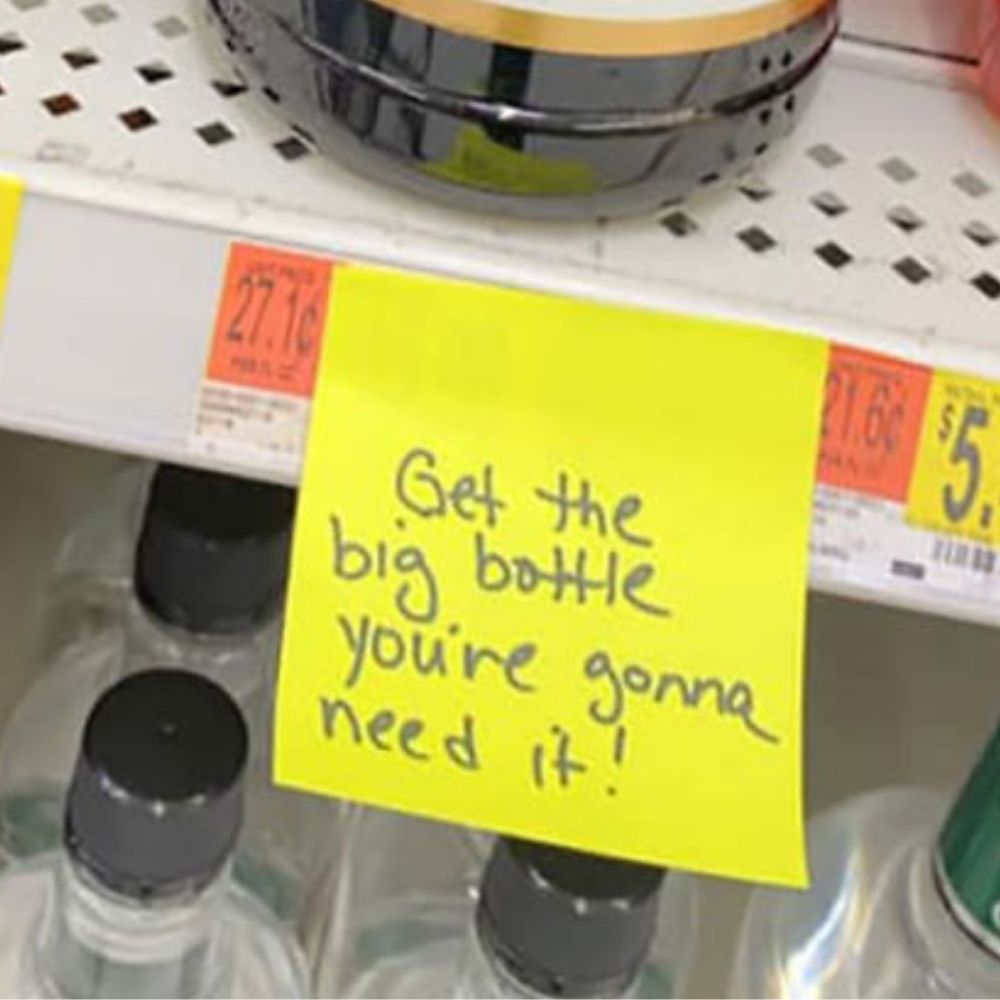 27.1¢
Get the
big bottle
you're gonna
need it!
21.6¢
$5.